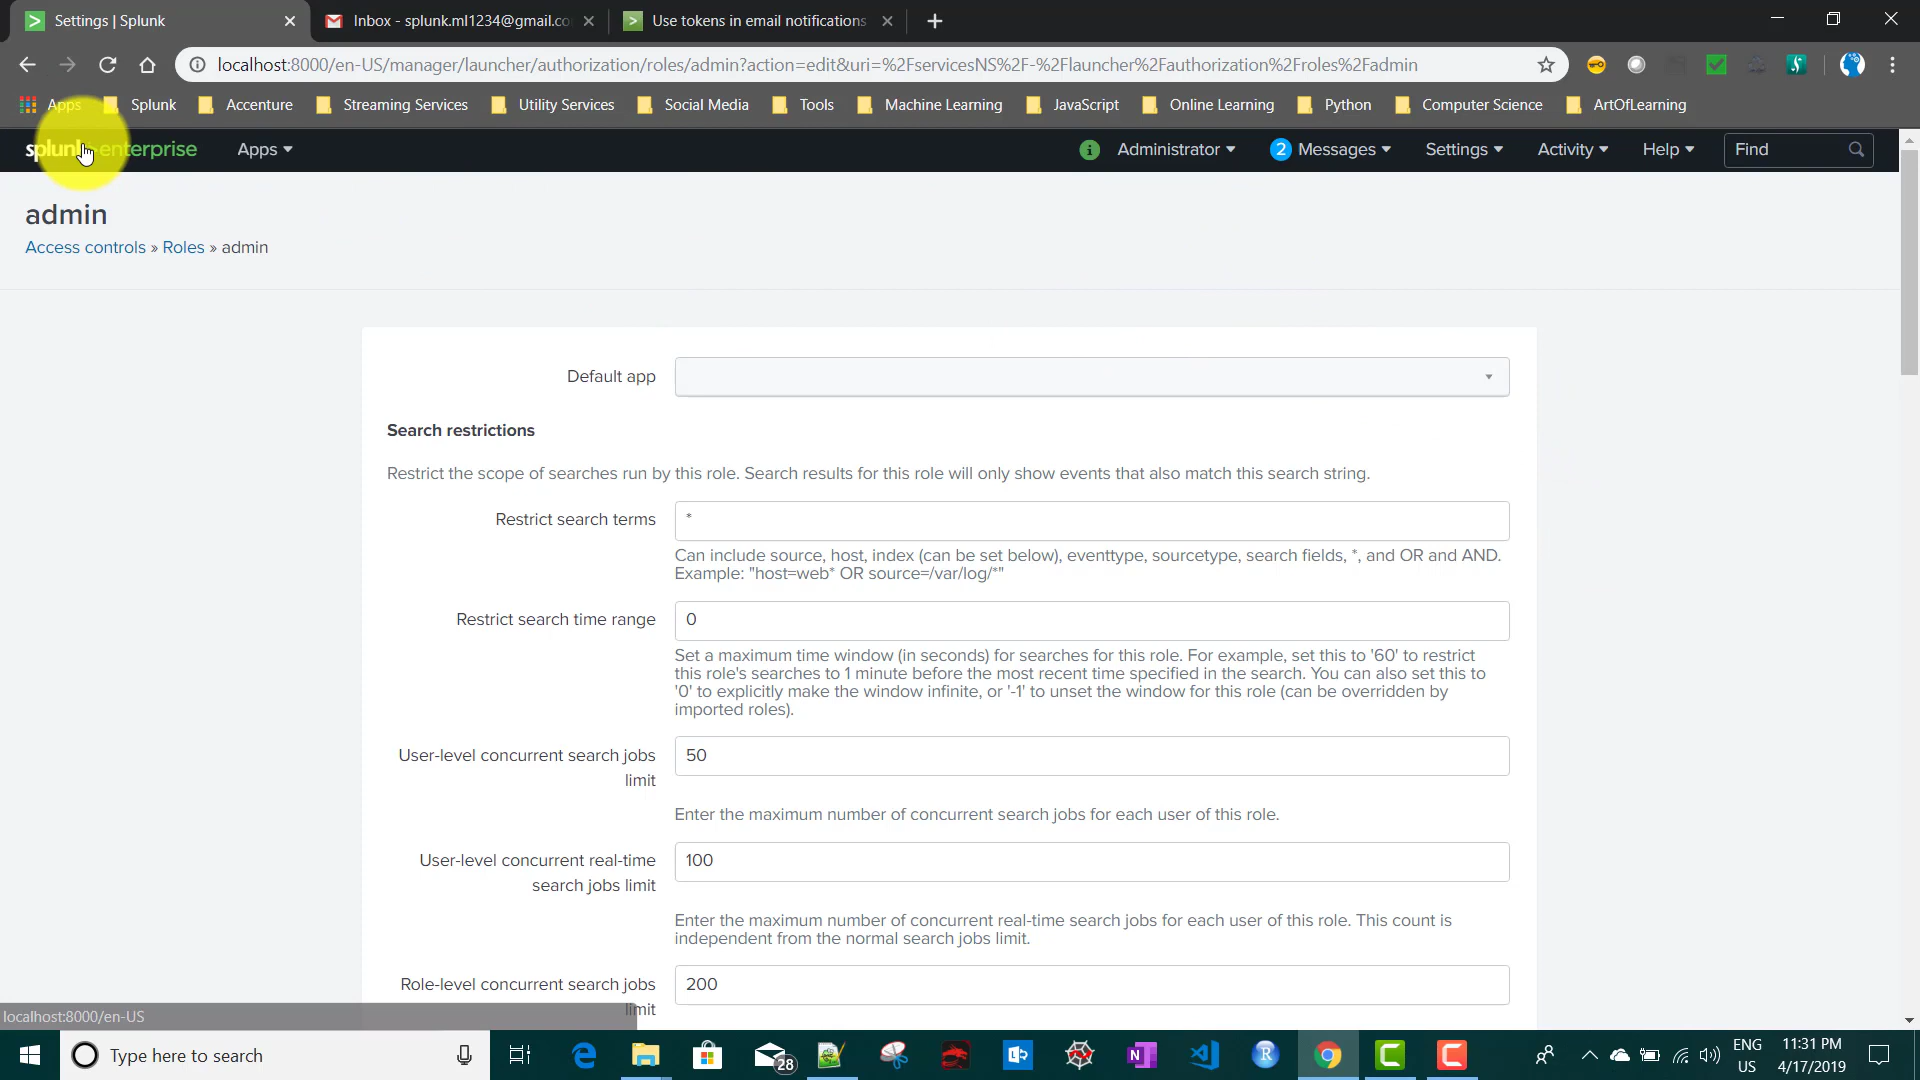 Settings | Splunk
Inbox - splunk.ml1234@gmail.co
Use tokens in email notifications
localhost:8000/en-US/manager/launcher/authorization/roles/admin?action=edit&uri=%2FservicesNS%2F-%2Flauncher%2Fauthorization%2Froles%2Fadmin
Apps Splunk Accenture Streaming Services Utility Services Social Media Tools Machine Learning JavaScript Online Learning Python Computer Science ArtOfLearning
splunk>enterprise Apps i Administrator 2 Messages Settings Activity Help Find
admin
Access controls » Roles » admin
Default app
Search restrictions
Restrict the scope of searches run by this role. Search results for this role will only show events that also match this search string.
Restrict search terms *
Can include source, host, index (can be set below), eventtype, sourcetype, search fields, *, and OR and AND.
Example: "host=web* OR source=/var/log/*"
Restrict search time range 0
Set a maximum time window (in seconds) for searches for this role. For example, set this to '60' to restrict
this role's searches to 1 minute before the most recent time specified in the search. You can also set this to
'0' to explicitly make the window infinite, or '-1' to unset the window for this role (can be overridden by
imported roles).
User-level concurrent search jobs 50
limit
Enter the maximum number of concurrent search jobs for each user of this role.
User-level concurrent real-time 100
search jobs limit
Enter the maximum number of concurrent real-time search jobs for each user of this role. This count is
independent from the normal search jobs limit.
Role-level concurrent search jobs 200
limit
localhost:8000/en-US
Type here to search
28
ENG
US
11:31 PM
4/17/2019